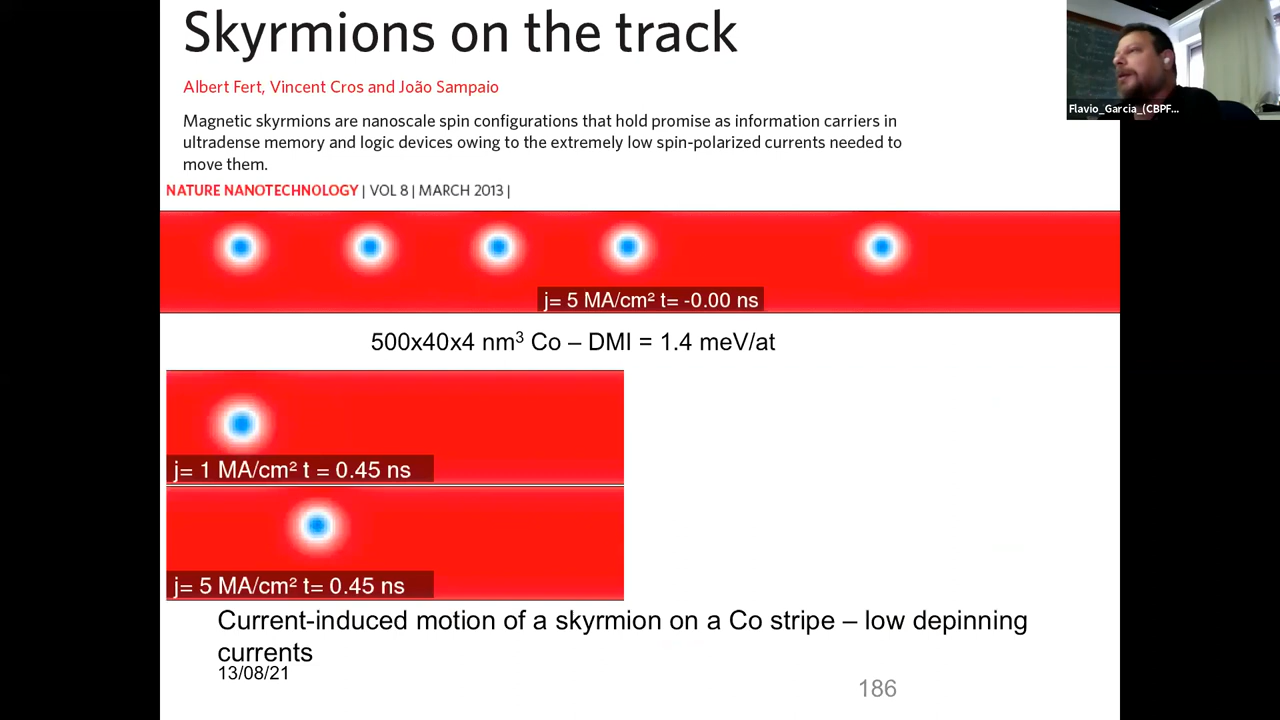 Skyrmions on the track
Albert Fert, Vincent Cros and João Sampaio
Magnetic skyrmions are nanoscale spin configurations that hold promise as information carriers in
ultradense memory and logic devices owing to the extremely low spin-polarized currents needed to
move them.
NATURE NANOTECHNOLOGY | VOL 8 | MARCH 2013 |
Flavio_Garcia_(CBPF...
j= 5 MA/cm² t= -0.00 ns
500x40x4 nm³ Co – DMI = 1.4 meV/at
j= 1 MA/cm² t = 0.45 ns
j= 5 MA/cm² t= 0.45 ns
Current-induced motion of a skyrmion on a Co stripe – low depinning
currents
13/08/21
186